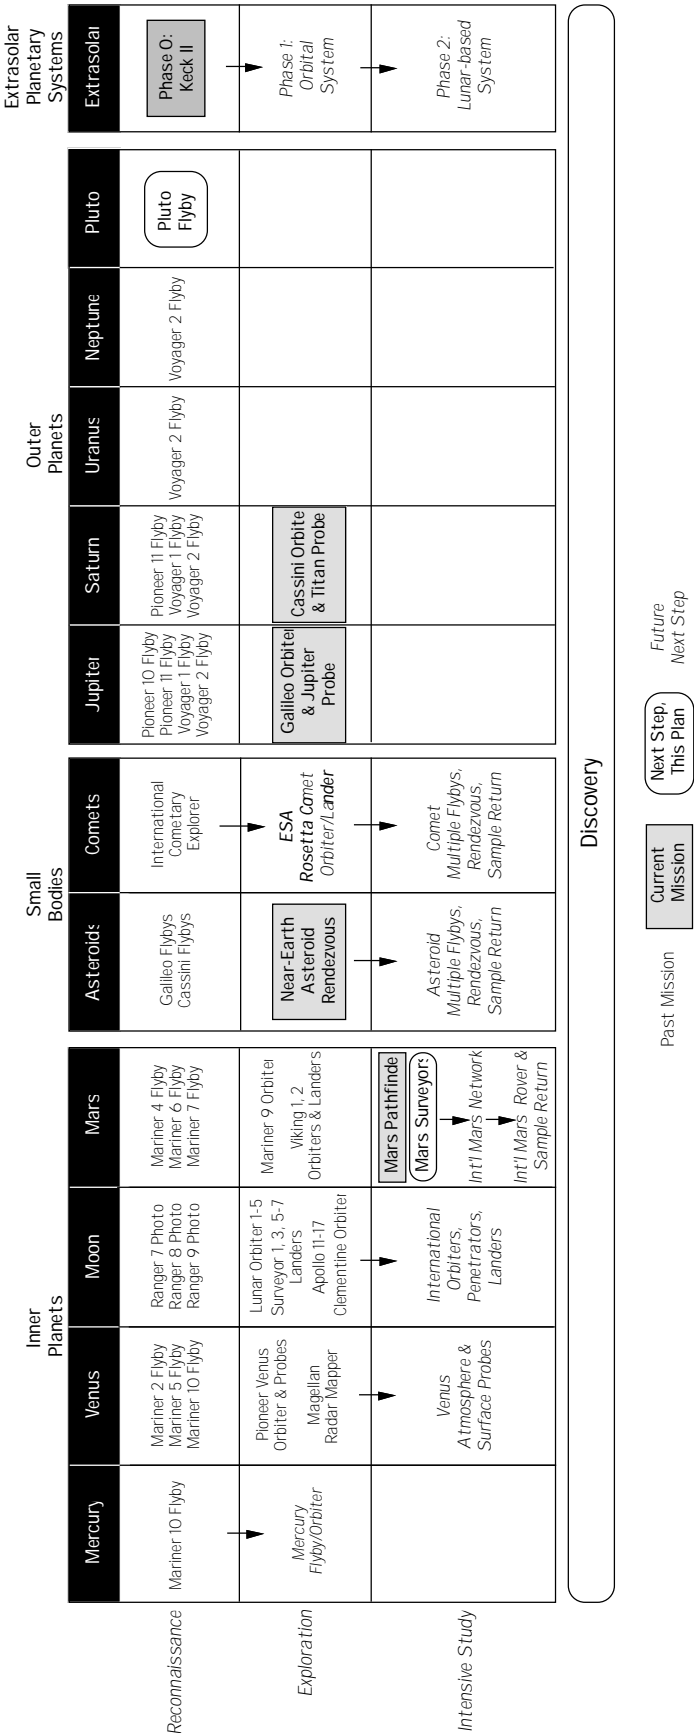 Inner
Planets
Small
Bodies
Outer
Planets
Extrasolar
Planetary
Systems
Mercury
Venus
Moon
Mars
Asteroids
Comets
Jupiter
Saturn
Uranus
Neptune
Pluto
Extrasolar
Reconnaissance
Mariner 10 Flyby
Mariner 2 Flyby
Mariner 5 Flyby
Mariner 10 Flyby
Ranger 7 Photo
Ranger 8 Photo
Ranger 9 Photo
Mariner 4 Flyby
Mariner 6 Flyby
Mariner 7 Flyby
Galileo Flybys
Cassini Flybys
International
Cometary
Explorer
Pioneer 10 Flyby
Pioneer 11 Flyby
Voyager 1 Flyby
Voyager 2 Flyby
Pioneer 11 Flyby
Voyager 1 Flyby
Voyager 2 Flyby
Voyager 2 Flyby
Voyager 2 Flyby
Pluto
Flyby
Phase 0:
Keck II
Exploration
Mercury
Flyby/Orbiter
Pioneer Venus
Orbiter & Probes
Magellan
Radar Mapper
Lunar Orbiter 1-5
Surveyor 1, 3, 5-7
Landers
Apollo 11-17
Clementine Orbiter
Mariner 9 Orbiter
Viking 1, 2
Orbiters & Landers
Near-Earth
Asteroid
Rendezvous
ESA
Rosetta Comet
Orbiter/Lander
Galileo Orbiter
& Jupiter
Probe
Cassini Orbite
& Titan Probe
Phase 1:
Orbital
System
Intensive Study
Venus
Atmosphere &
Surface Probes
International
Orbiters,
Penetrators,
Landers
Mars Pathfinde
Mars Surveyors
Int'l Mars Network
Int'l Mars Rover &
Sample Return
Asteroid
Multiple Flybys,
Rendezvous,
Sample Return
Comet
Multiple Flybys,
Rendezvous,
Sample Return
Phase 2:
Lunar-based
System
Discovery
Past Mission
Current
Mission
Next Step,
This Plan
Future
Next Step